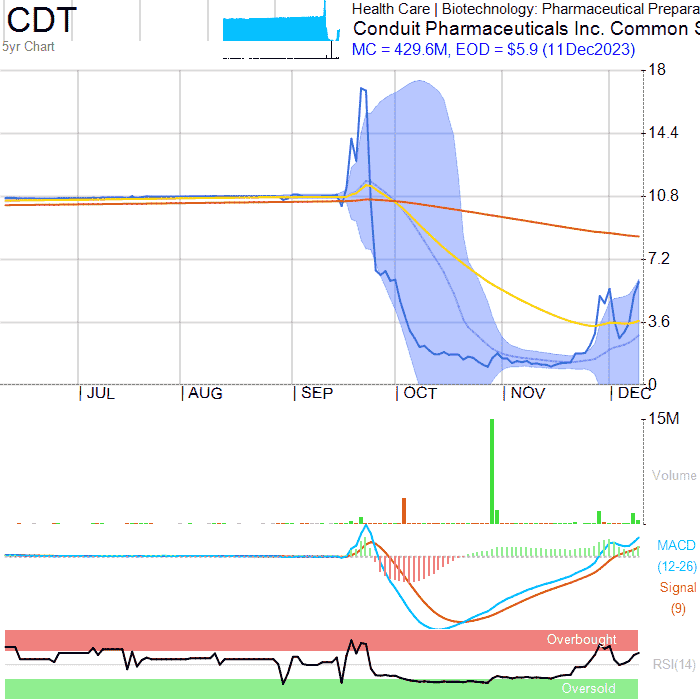 CDT
5yr Chart
Health Care | Biotechnology: Pharmaceutical Prepara
Conduit Pharmaceuticals Inc. Common S
MC = 429.6M, EOD = $5.9 (11Dec2023)
18
14.4
10.8
7.2
3.6
0
JUL AUG SEP OCT NOV DEC
15M
Volume
MACD
(12-26)
Signal
(9)
Overbought
RSI(14)
Oversold